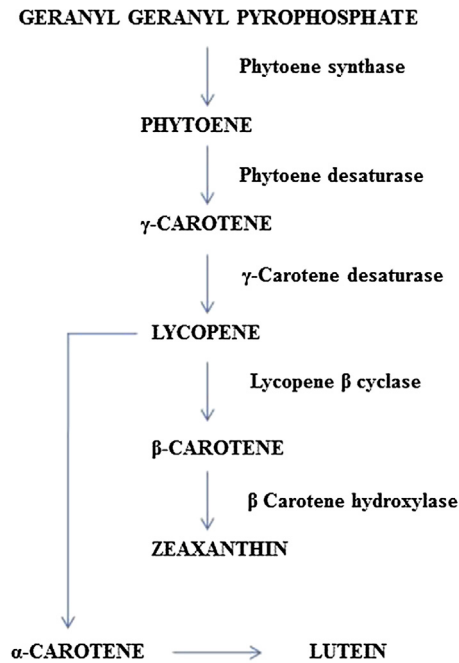 GERANYL GERANYL PYROPHOSPHATE
Phytoene synthase
PHYTOENE
Phytoene desaturase
γ-CAROTENE
γ-Carotene desaturase
LYCOPENE
Lycopene β cyclase
β-CAROTENE
β Carotene hydroxylase
ZEAXANTHIN
α-CAROTENE LUTEIN